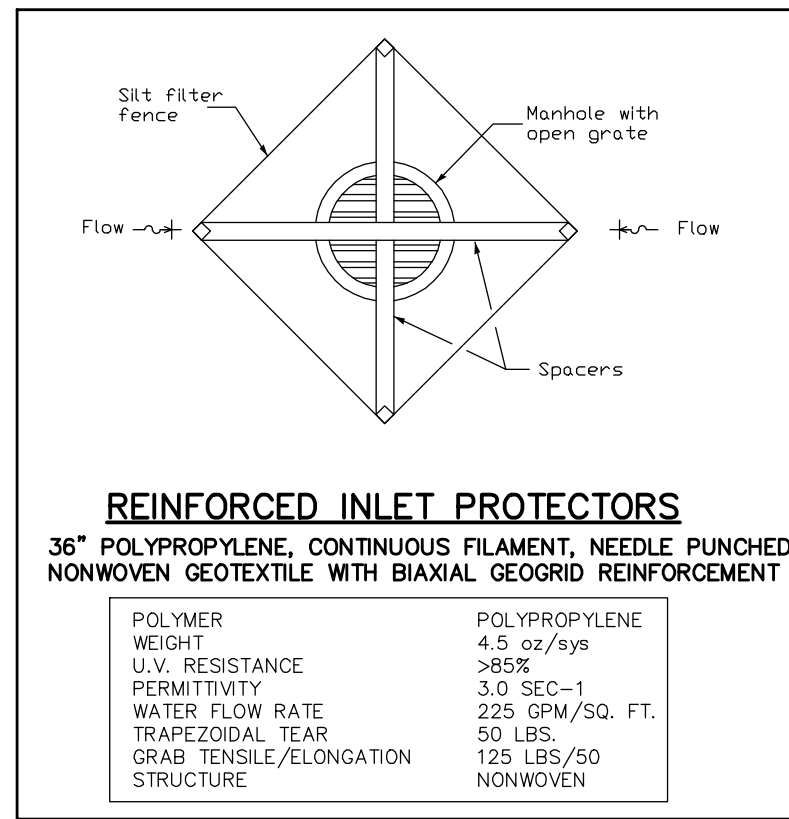 Silt filter
fence
Manhole with
open grate
Flow
Flow
Spacers
REINFORCED INLET PROTECTORS
36" POLYPROPYLENE, CONTINUOUS FILAMENT, NEEDLE PUNCHED
NONWOVEN GEOTEXTILE WITH BIAXIAL GEOGRID REINFORCEMENT
POLYMER POLYPROPYLENE
WEIGHT 4.5 oz/sys
U.V. RESISTANCE >85%
PERMITTIVITY 3.0 SEC-1
WATER FLOW RATE 225 GPM/SQ. FT.
TRAPEZOIDAL TEAR 50 LBS.
GRAB TENSILE/ELONGATION 125 LBS/50
STRUCTURE NONWOVEN